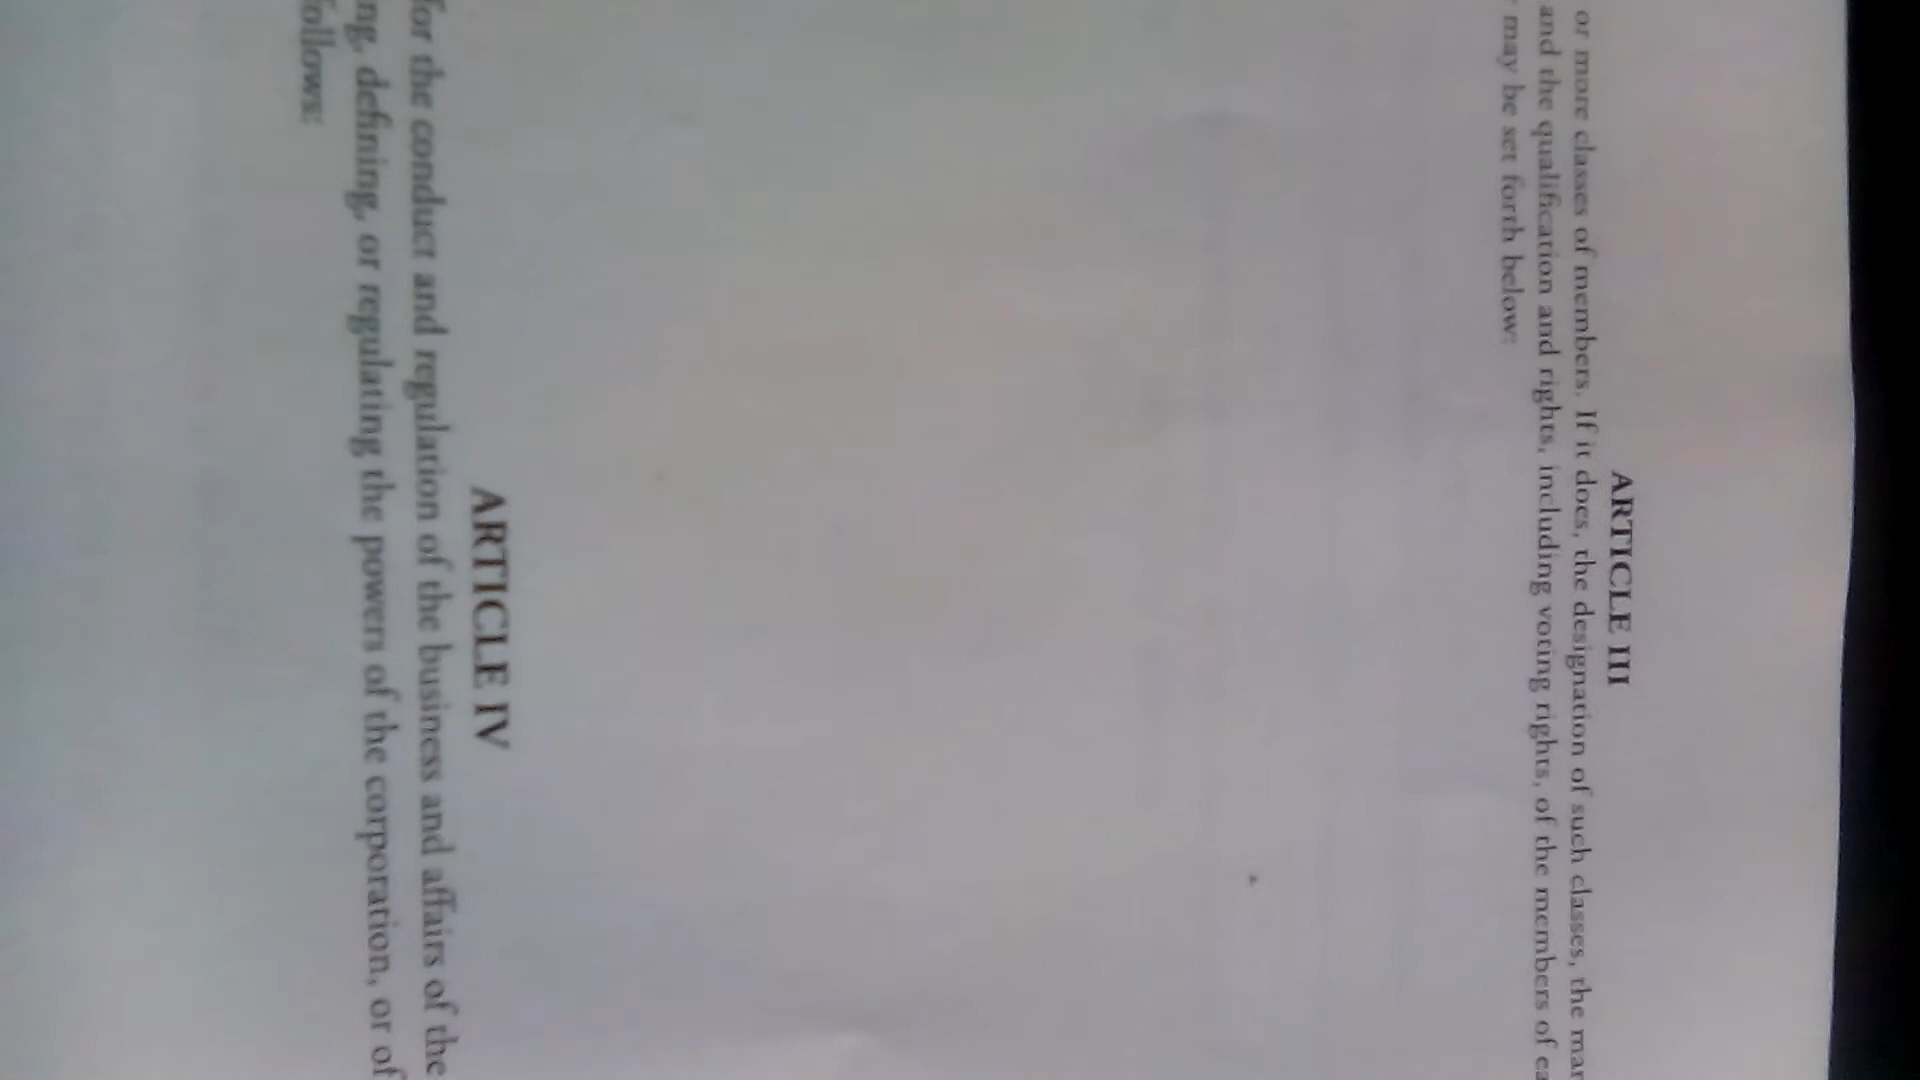 ARTICLE III
or more classes of members. If it does, the designation of such classes, the
and the qualification and rights, including voting rights, of the members of
may be set forth below:
ARTICLE IV
for the conduct and regulation of the business and affairs of the
defining, or regulating the powers of the corporation, or of
follows: